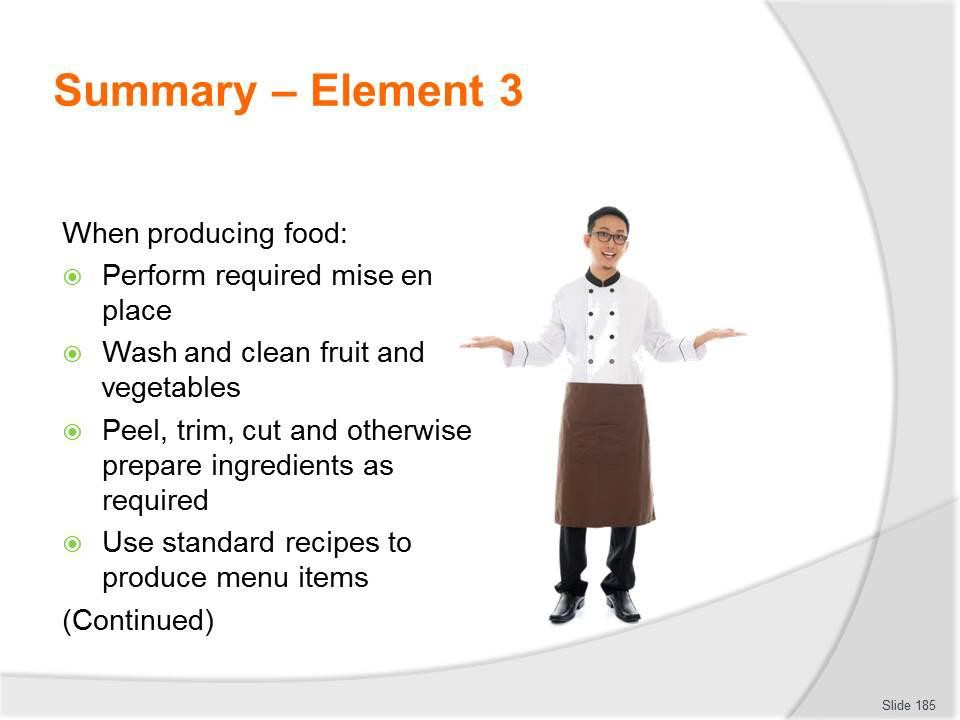 Summary – Element 3
When producing food:
Perform required mise en
place
Wash and clean fruit and
vegetables
Peel, trim, cut and otherwise
prepare ingredients as
required
Use standard recipes to
produce menu items
(Continued)
Slide 185